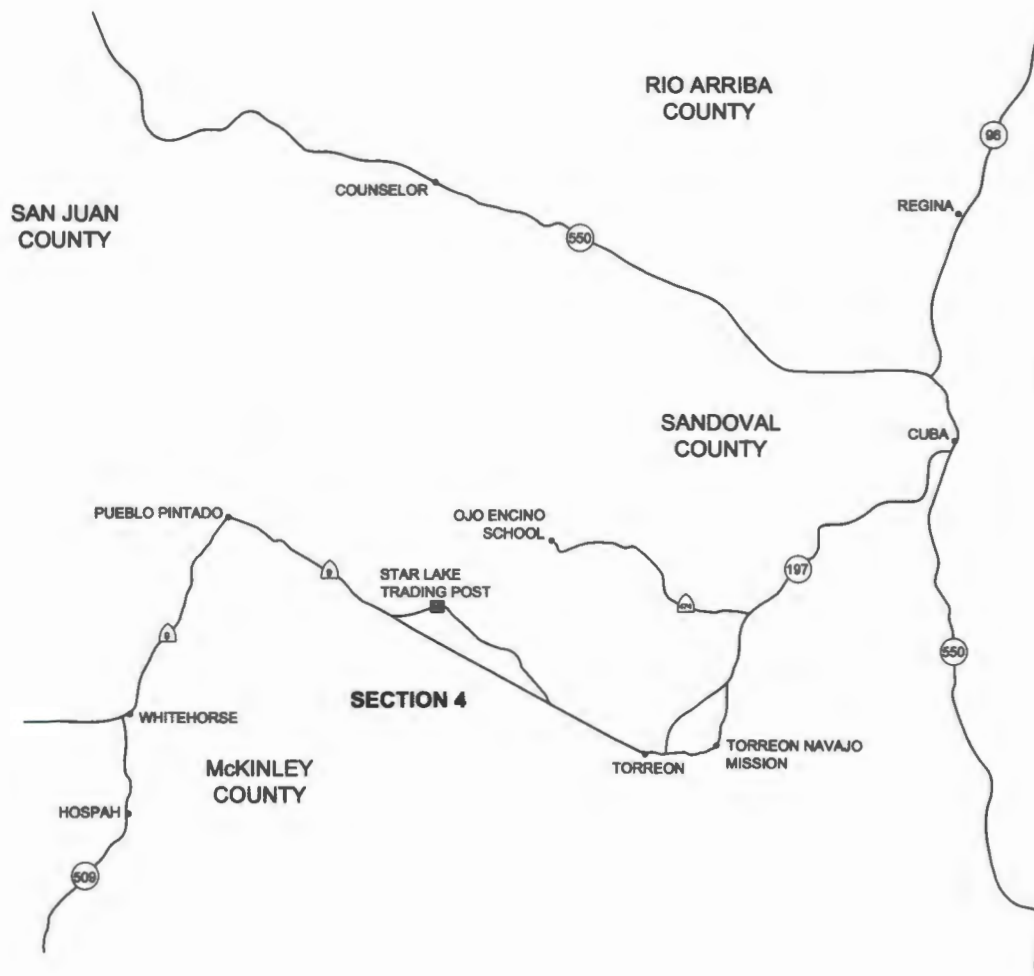 RIO ARRIBA
COUNTY
96
COUNSELOR
REGINA
SAN JUAN
COUNTY
550
SANDOVAL
COUNTY
CUBA
PUEBLO PINTADO
OJO ENCINO
SCHOOL
9
STAR LAKE
TRADING POST
197
474
9
550
SECTION 4
WHITEHORSE
TORREON
TORREON NAVAJO
MISSION
McKINLEY
COUNTY
HOSPAH
509